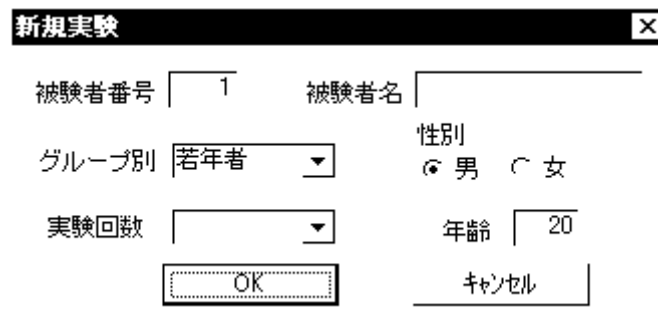 新規実験
被験者番号 1 被験者名
性別
グループ別 若年者 男 女
実験回数 年齢 20
OK キャンセル